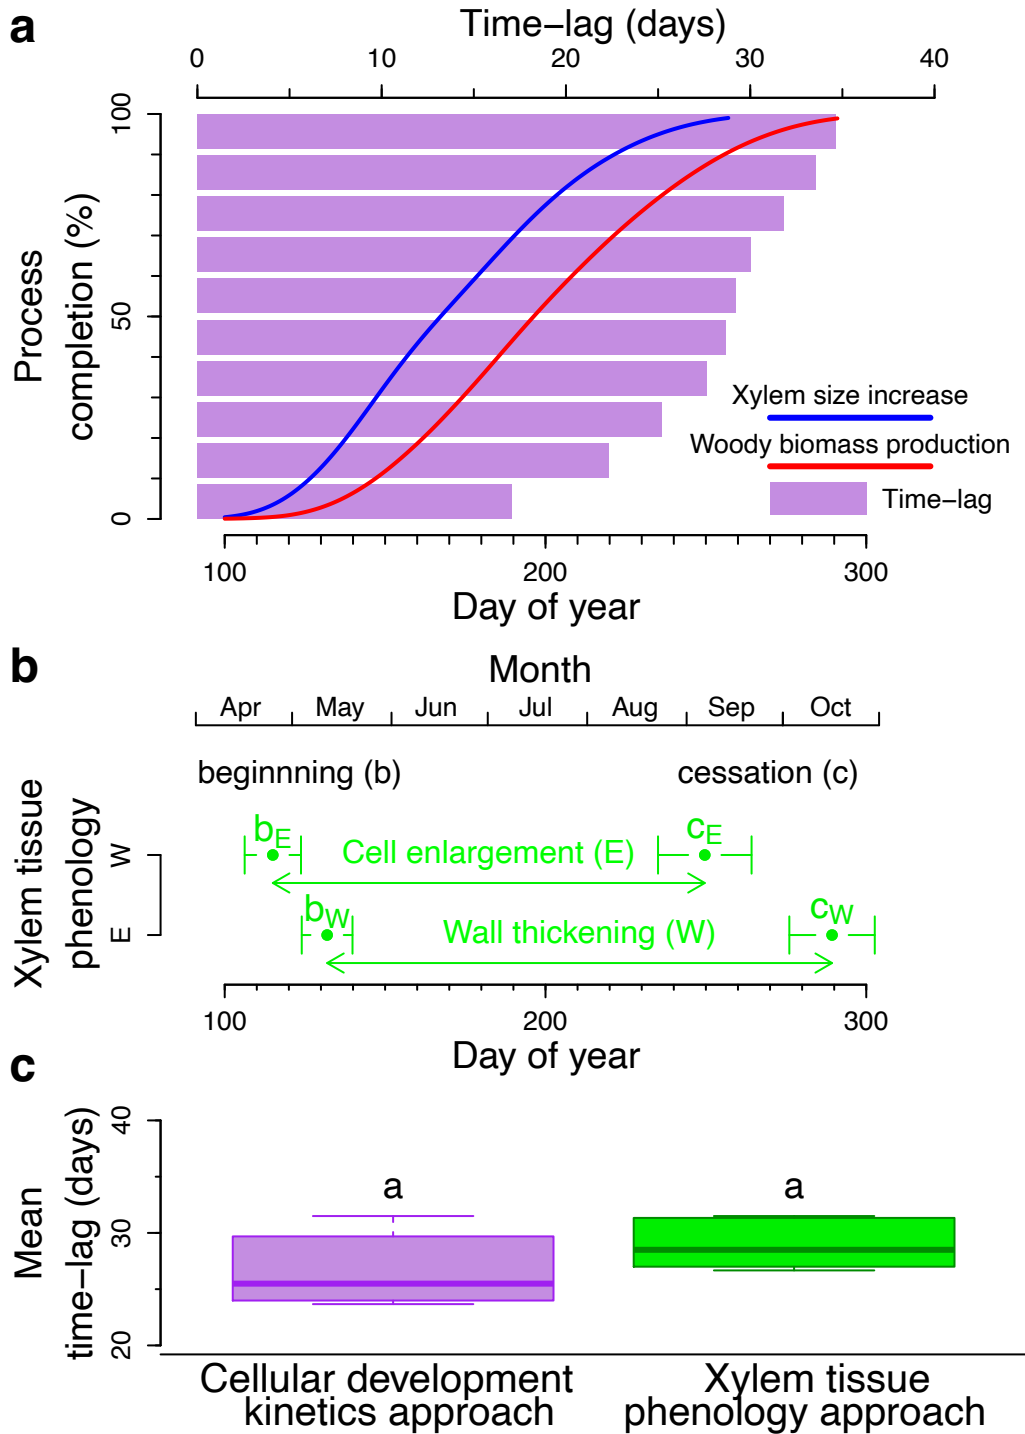 a
Time−lag (days)
0 10 20 30 40
Process
completion (%)
0 50 100
Xylem size increase
Woody biomass production
Time−lag
100 200 300
Day of year
b
Month
Apr May Jun Jul Aug Sep Oct
Xylem tissue
phenology
beginnning (b) cessation (c)
W
bE Cell enlargement (E) cE
E
bW Wall thickening (W) cW
100 200 300
Day of year
c
Mean
time−lag (days)
20 30 40
a a
Cellular development
kinetics approach
Xylem tissue
phenology approach